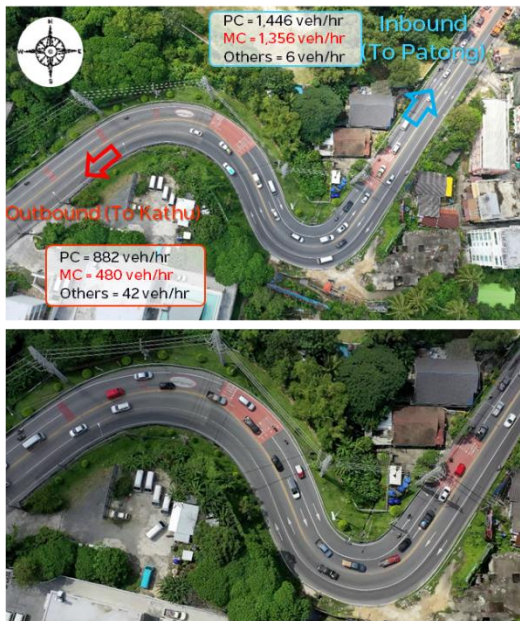 PC = 1,446 veh/hr
MC = 1,356 veh/hr
Others = 6 veh/hr
Inbound
(To Patong)
N
W
E
S
Outbound (To Kathu)
PC = 882 veh/hr
MC = 480 veh/hr
Others = 42 veh/hr